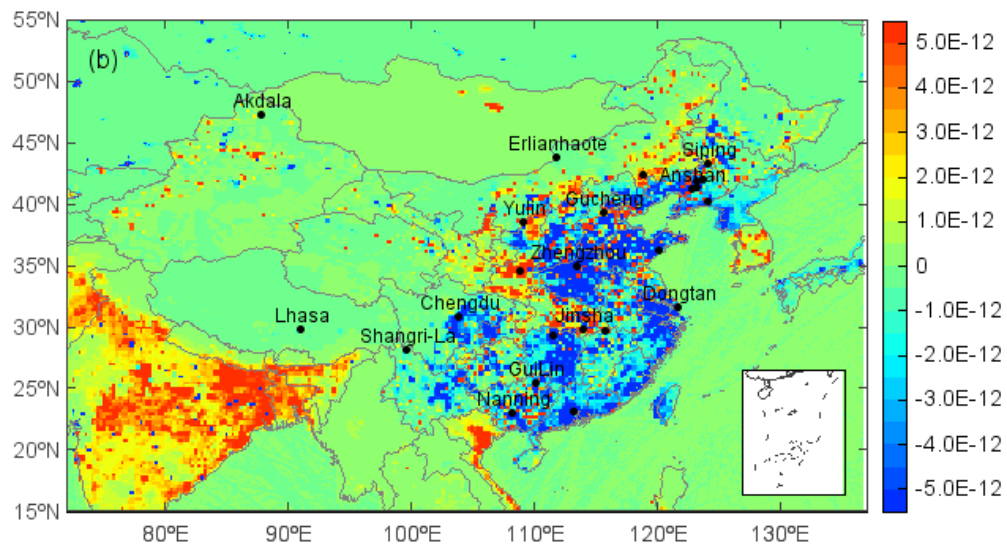 55ºN
50ºN
45ºN
40ºN
35ºN
30ºN
25ºN
20ºN
15ºN
(b)
Akdala
Erlianhaote
Siping
Anshan
Gucheng
Yulin
Zhengzhou
Dongtan
Chengdu
Jinsha
Lhasa
Shangri-La
GuiLin
Nanning
80ºE
90ºE
100ºE
110ºE
120ºE
130ºE
5.0E-12
4.0E-12
3.0E-12
2.0E-12
1.0E-12
0
-1.0E-12
-2.0E-12
-3.0E-12
-4.0E-12
-5.0E-12